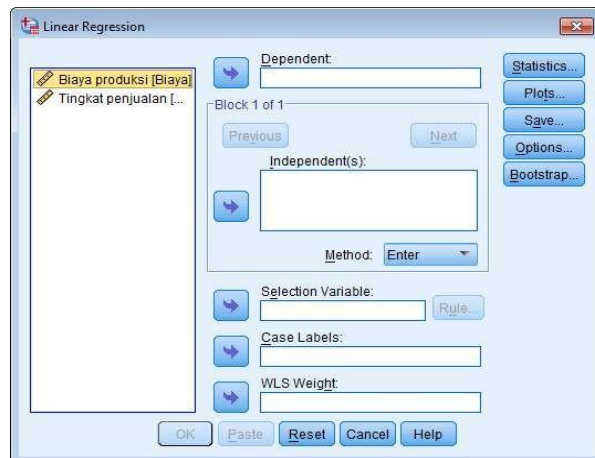 Linear Regression
Biaya produksi [Biaya]
Tingkat penjualan [...
Dependent:
Block 1 of 1
Previous
Next
Independent(s):
Method:
Enter
Selection Variable:
Rule...
Case Labels:
WLS Weight:
Statistics...
Plots...
Save...
Options...
Bootstrap...
OK
Paste
Reset
Cancel
Help